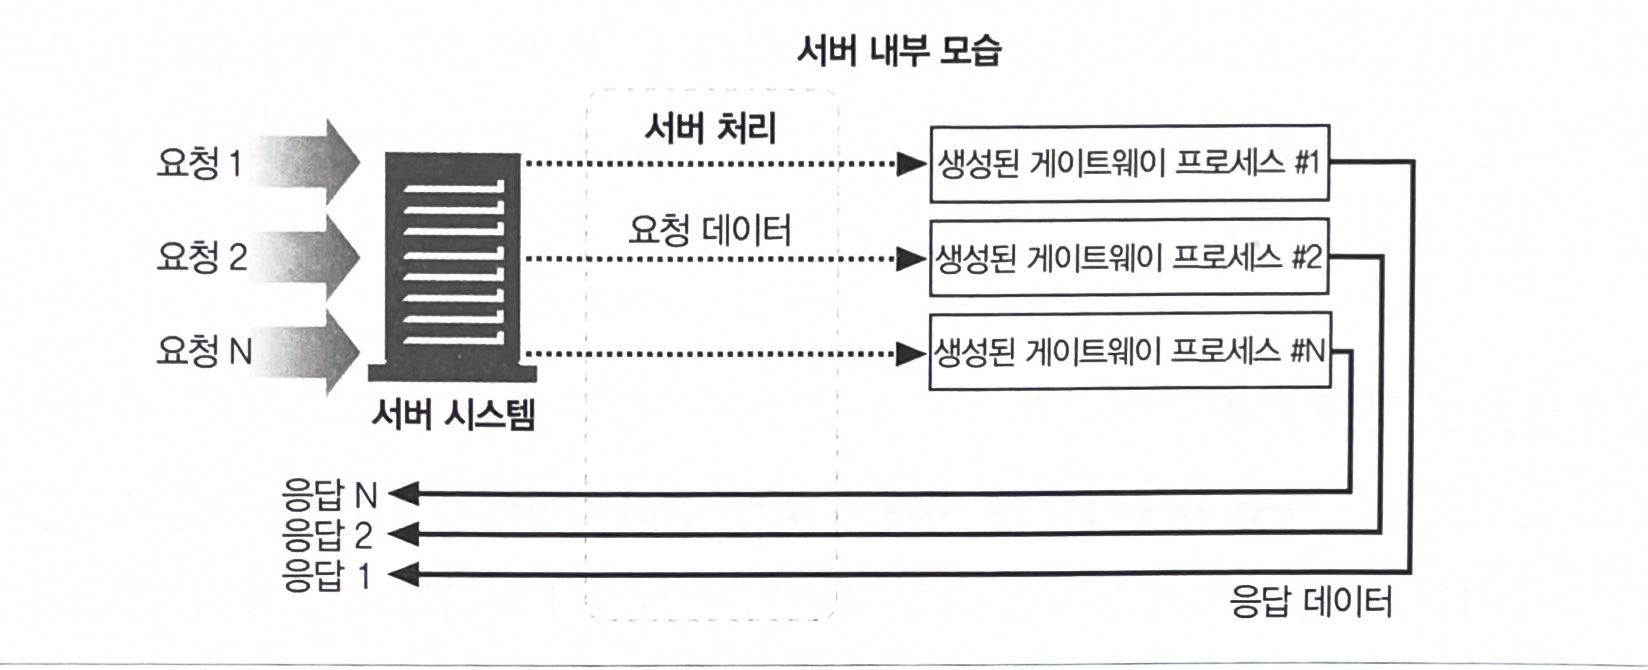 서버 내부 모습
서버 처리
요청 1
생성된 게이트웨이 프로세스 #1
요청 데이터
요청 2
생성된 게이트웨이 프로세스 #2
요청 N
생성된 게이트웨이 프로세스 #N
서버 시스템
응답 N
응답 2
응답 1
응답 데이터